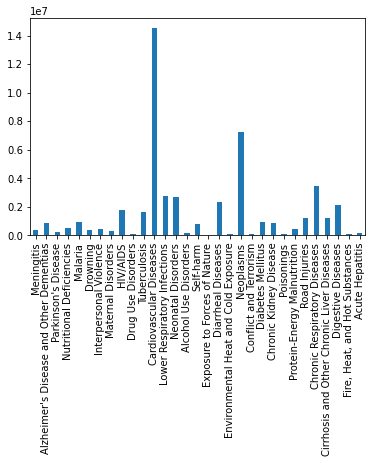 1e7
1.4
1.2
1.0
0.8
0.6
0.4
0.2
0.0
Meningitis
Alzheimer's Disease and Other Dementias
Parkinson's Disease
Nutritional Deficiencies
Malaria
Drowning
Interpersonal Violence
Maternal Disorders
HIV/AIDS
Drug Use Disorders
Tuberculosis
Cardiovascular Diseases
Lower Respiratory Infections
Neonatal Disorders
Alcohol Use Disorders
Self-harm
Exposure to Forces of Nature
Diarrheal Diseases
Environmental Heat and Cold Exposure
Neoplasms
Conflict and Terrorism
Diabetes Mellitus
Chronic Kidney Disease
Poisonings
Protein-Energy Malnutrition
Road Injuries
Chronic Respiratory Diseases
Cirrhosis and Other Chronic Liver Diseases
Digestive Diseases
Fire, Heat, and Hot Substances
Acute Hepatitis